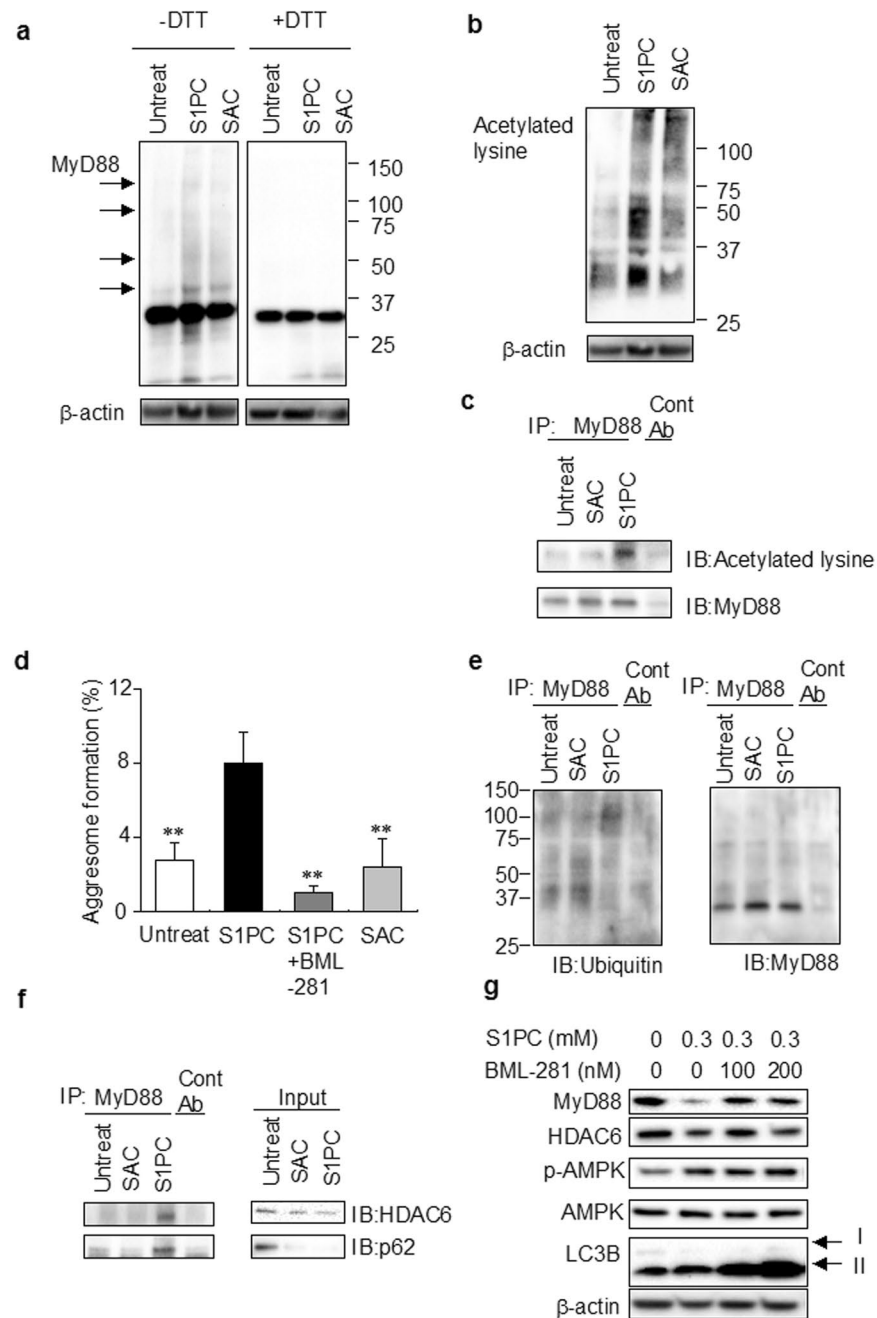 a
-DTT +DTT
Untreat S1PC SAC Untreat S1PC SAC
MyD88
150
100
75
50
37
25
β-actin
b
Untreat S1PC SAC
Acetylated
lysine
100
75
50
37
25
β-actin
c
IP: MyD88 Cont
Ab
Untreat SAC S1PC
IB:Acetylated lysine
IB:MyD88
d
Aggresome formation (%)
12
8
4
0
** ** **
Untreat S1PC S1PC SAC
+BML
-281
e
IP: MyD88 Cont
Ab
IP: MyD88 Cont
Ab
Untreat SAC S1PC Untreat SAC S1PC
150
100
75
50
37
25
IB:Ubiquitin IB:MyD88
f
IP: MyD88 Cont
Ab
Input
Untreat SAC S1PC Untreat SAC S1PC
IB:HDAC6
IB:p62
g
S1PC (mM) 0 0.3 0.3 0.3
BML-281 (nM) 0 0 100 200
MyD88
HDAC6
p-AMPK
AMPK
LC3B
I
II
β-actin